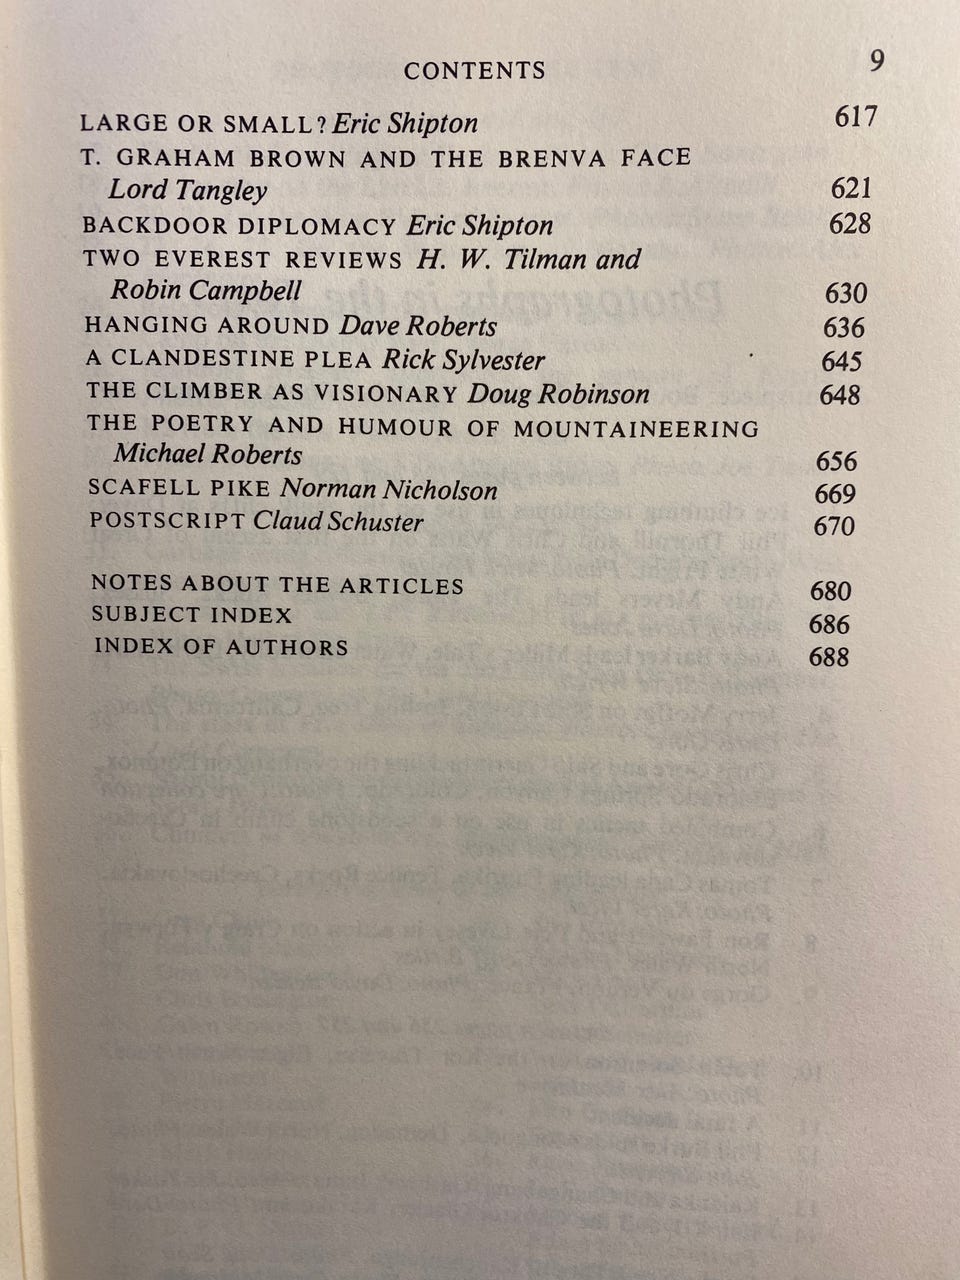 CONTENTS 9
LARGE OR SMALL? Eric Shipton 617
T. GRAHAM BROWN AND THE BRENVA FACE
Lord Tangley 621
BACKDOOR DIPLOMACY Eric Shipton 628
TWO EVEREST REVIEWS H. W. Tilman and
Robin Campbell 630
HANGING AROUND Dave Roberts 636
A CLANDESTINE PLEA Rick Sylvester 645
THE CLIMBER AS VISIONARY Doug Robinson 648
THE POETRY AND HUMOUR OF MOUNTAINEERING
Michael Roberts 656
SCAFELL PIKE Norman Nicholson 669
POSTSCRIPT Claud Schuster 670
NOTES ABOUT THE ARTICLES 680
SUBJECT INDEX 686
INDEX OF AUTHORS 688